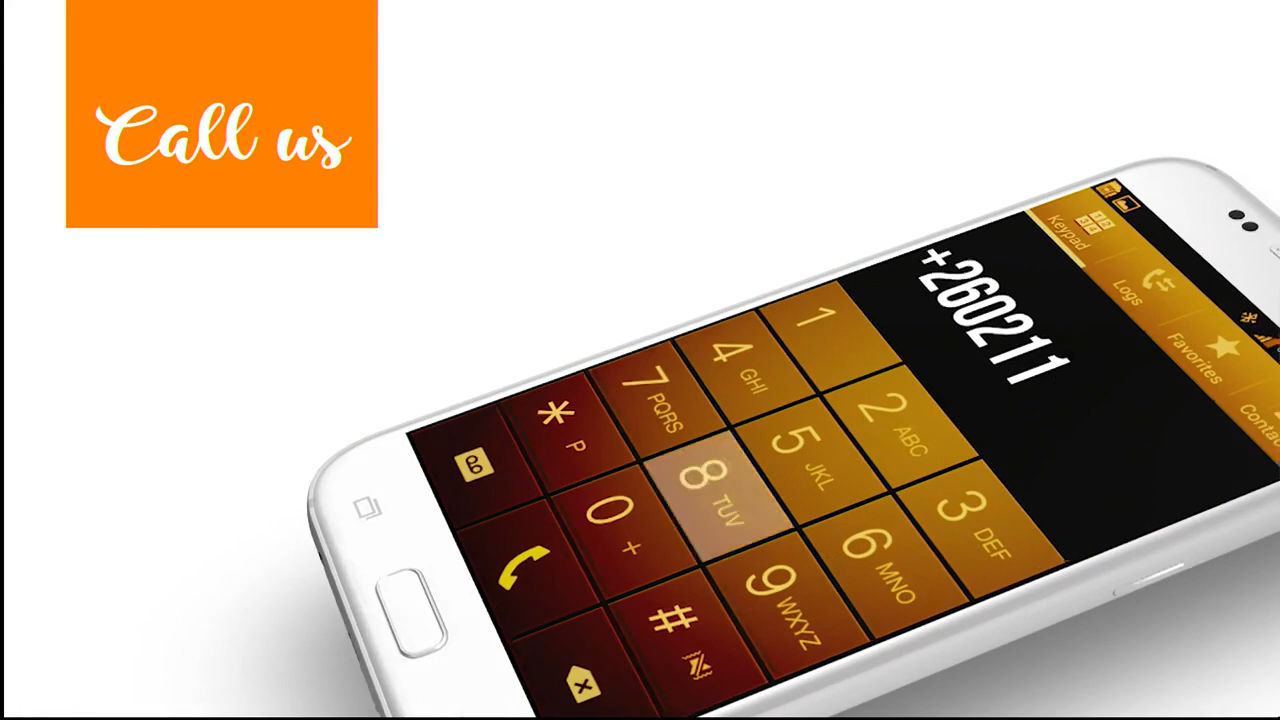 Call us
+260211
Keypad
Logs
Favorites
Contac
1
2 ABC
3 DEF
4 GHI
5 JKL
6 MNO
7 PQRS
8 TUV
9 WXYZ
* P
0 +
#